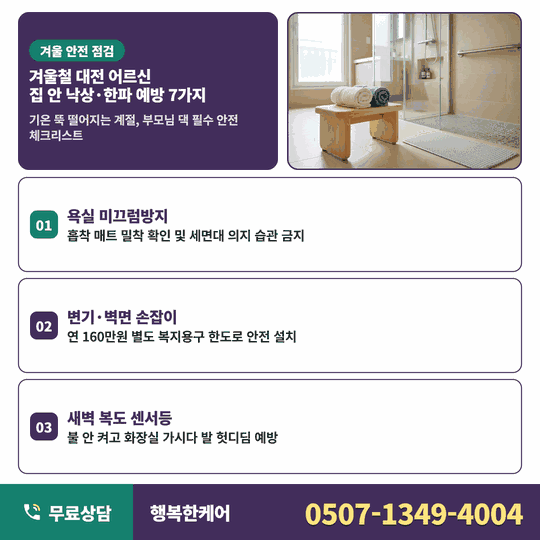 겨울 안전 점검
겨울철 대전 어르신
집 안 낙상·한파 예방 7가지
기온 뚝 떨어지는 계절, 부모님 댁 필수 안전
체크리스트
01
욕실 미끄럼방지
흡착 매트 밀착 확인 및 세면대 의지 습관 금지
02
변기·벽면 손잡이
연 160만원 별도 복지용구 한도로 안전 설치
03
새벽 복도 센서등
불 안 켜고 화장실 가시다 발 헛디딤 예방
무료상담
행복한케어
0507-1349-4004